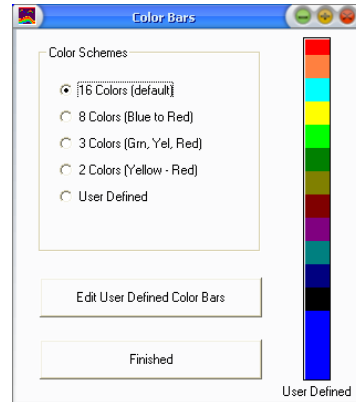 Color Bars
Color Schemes
16 Colors (default)
8 Colors (Blue to Red)
3 Colors (Grn, Yel, Red)
2 Colors (Yellow - Red)
User Defined
Edit User Defined Color Bars
Finished
User Defined